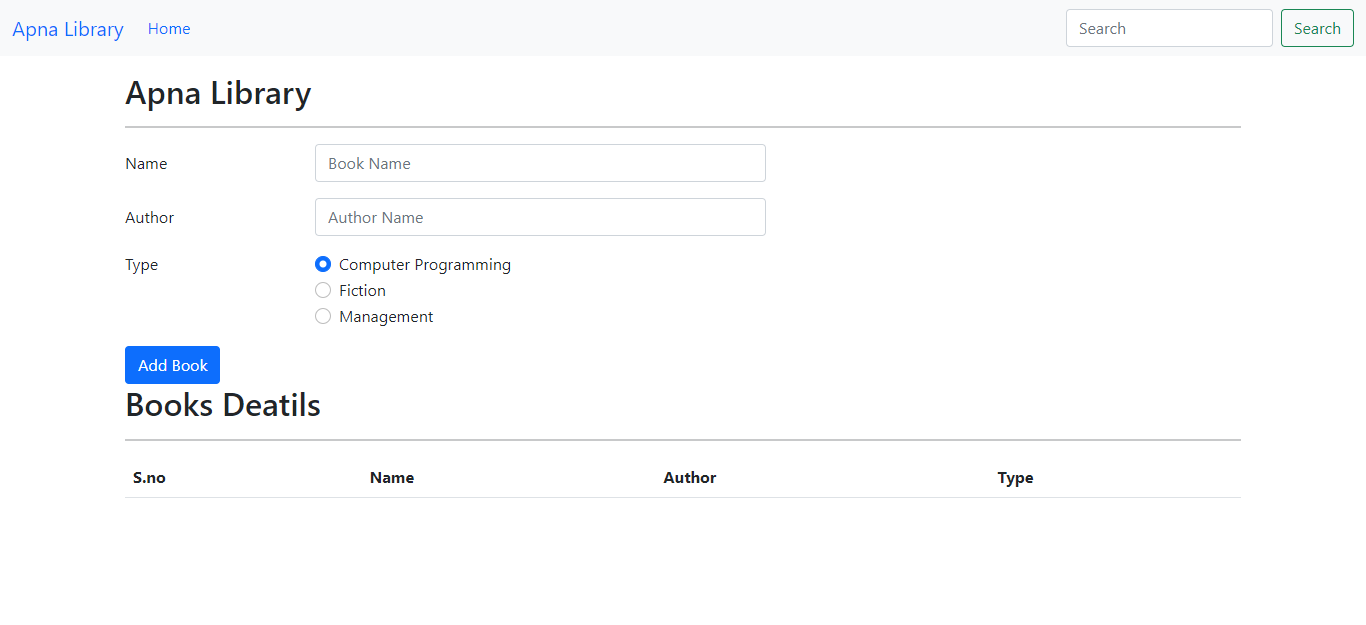 Apna Library Home Search Search
Apna Library
Name Book Name
Author Author Name
Type Computer Programming
Fiction
Management
Add Book
Books Deatils
S.no Name Author Type